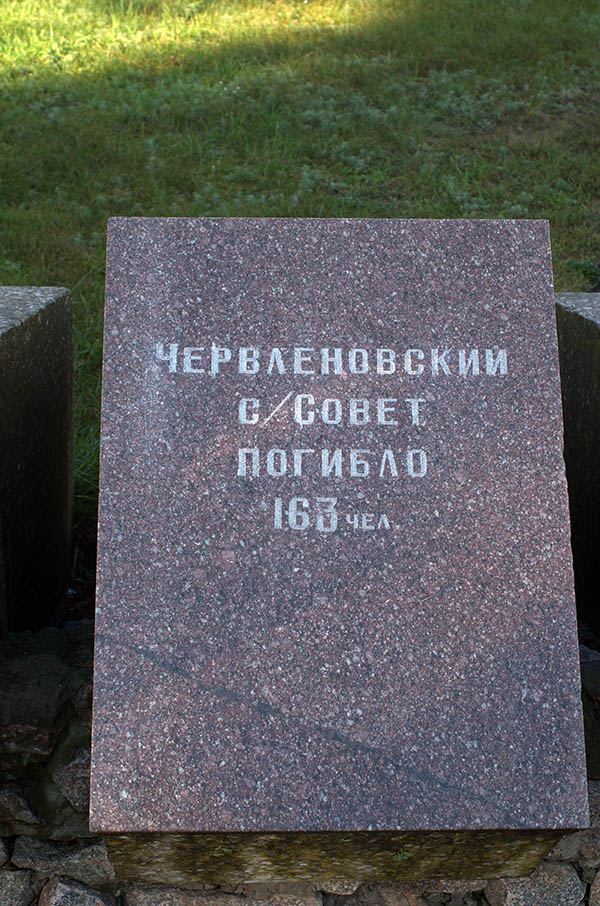 Червленовский
с/Совет
погибло
163 чел.